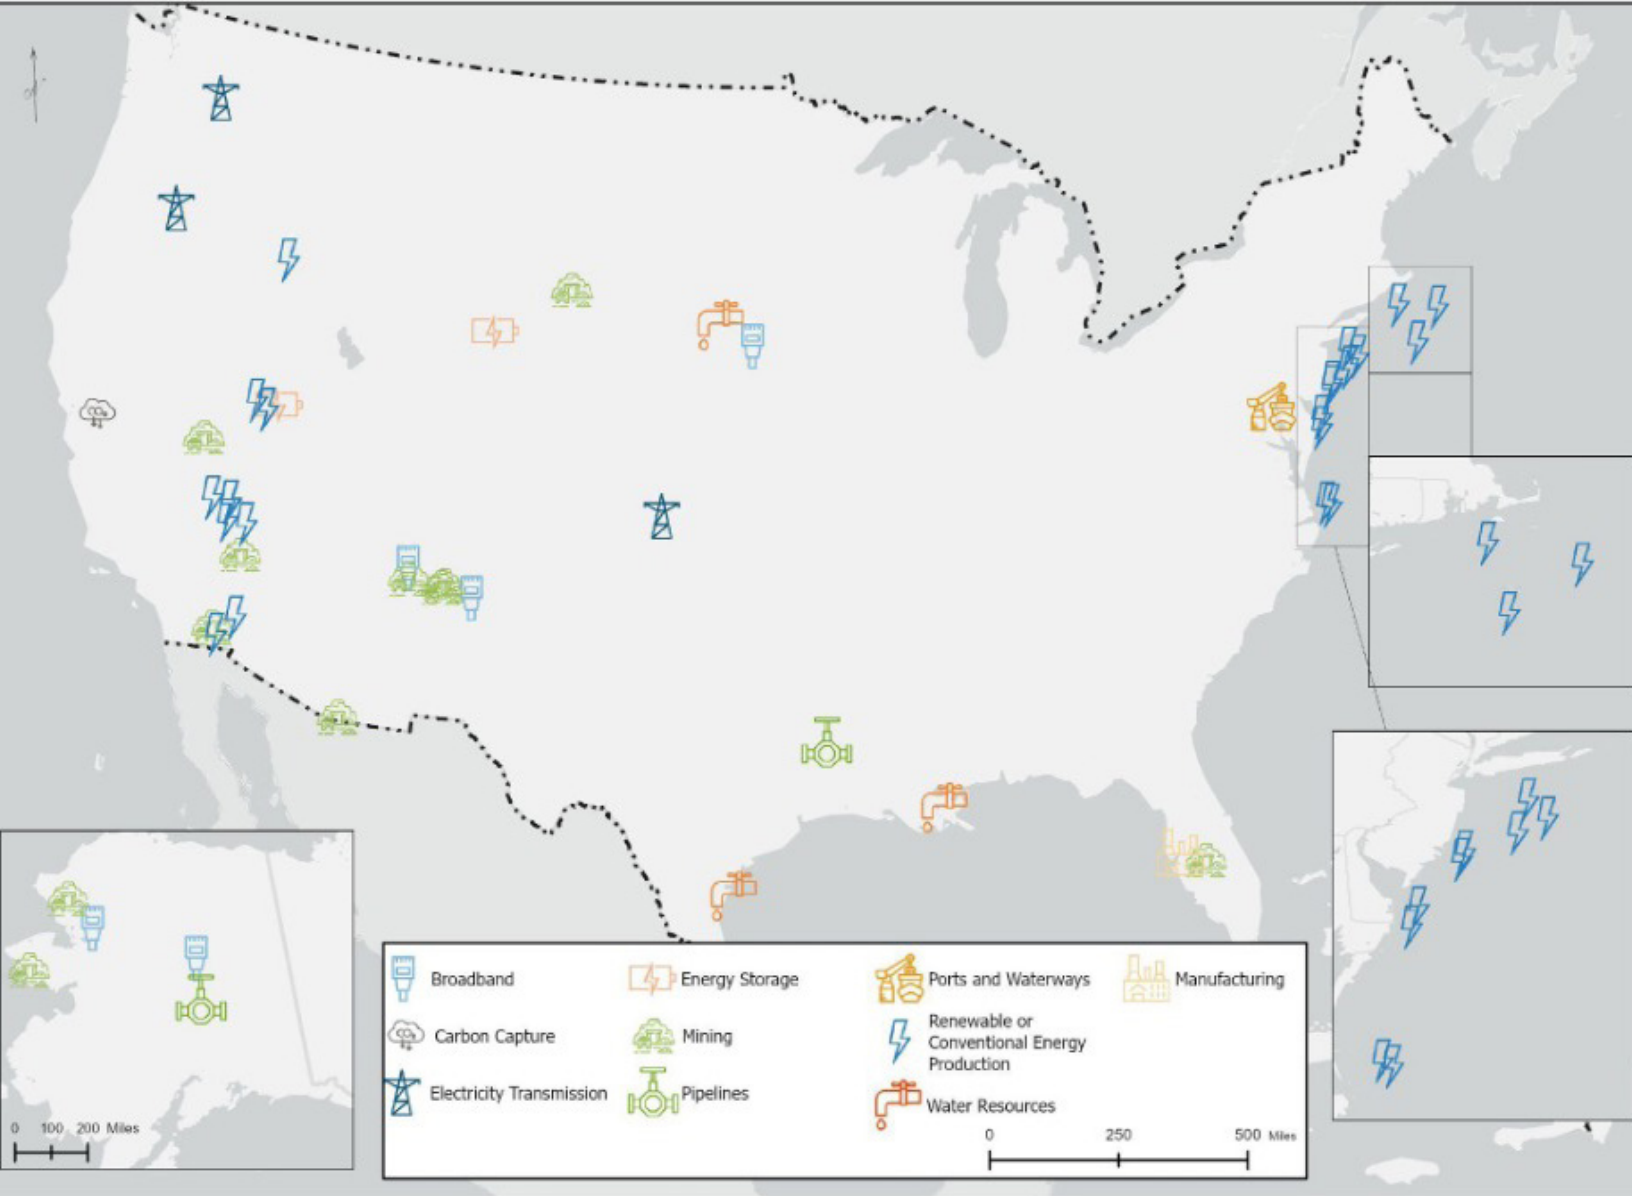 Broadband
Energy Storage
Ports and Waterways
Manufacturing
Carbon Capture
Mining
Renewable or
Conventional Energy
Production
Electricity Transmission
Pipelines
Water Resources
0 250 500 Miles
0 100 200 Miles